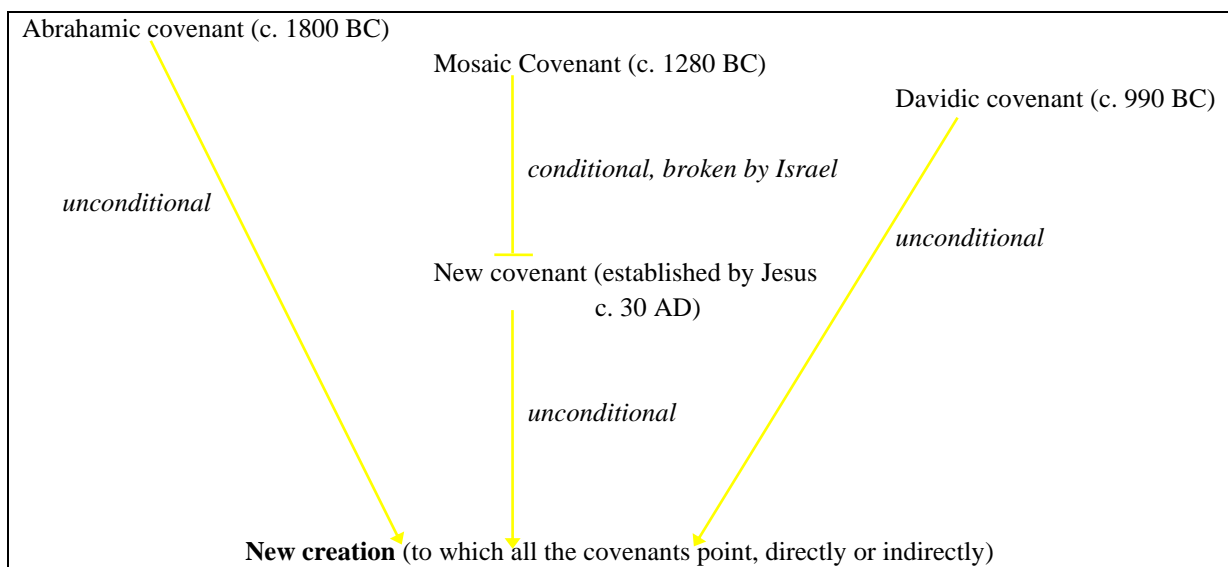 Abrahamic covenant (c. 1800 BC)
Mosaic Covenant (c. 1280 BC)
Davidic covenant (c. 990 BC)
conditional, broken by Israel
unconditional
unconditional
New covenant (established by Jesus
c. 30 AD)
unconditional
New creation (to which all the covenants point, directly or indirectly)